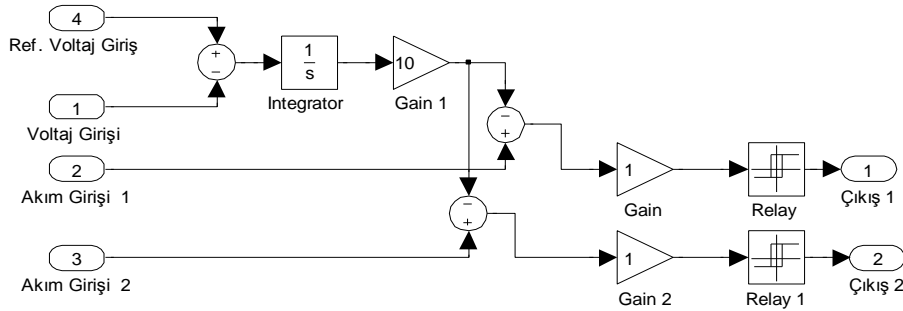 4
Ref. Voltaj Giriş
1
Voltaj Girişi
2
Akım Girişi 1
3
Akım Girişi 2
+
−
1
s
Integrator
10
Gain 1
−
+
−
+
1
Gain
Relay
1
Çıkış 1
1
Gain 2
Relay 1
2
Çıkış 2